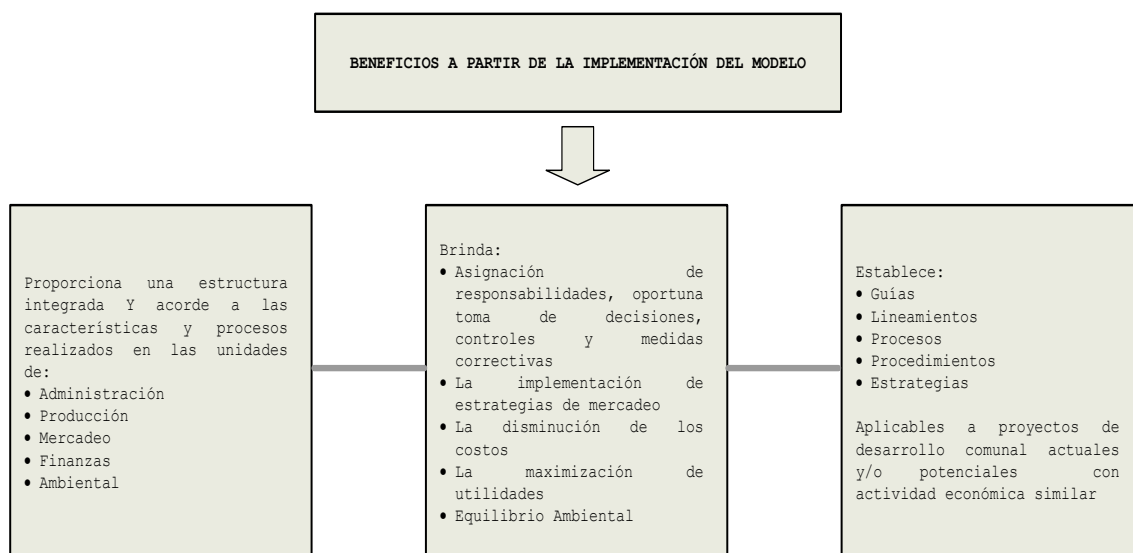 BENEFICIOS A PARTIR DE LA IMPLEMENTACIÓN DEL MODELO
Proporciona una estructura
integrada Y acorde a las
características y procesos
realizados en las unidades
de:
• Administración
• Producción
• Mercadeo
• Finanzas
• Ambiental
Brinda:
• Asignación de
responsabilidades, oportuna
toma de decisiones,
controles y medidas
correctivas
• La implementación de
estrategias de mercadeo
• La disminución de los
costos
• La maximización de
utilidades
• Equilibrio Ambiental
Establece:
• Guías
• Lineamientos
• Procesos
• Procedimientos
• Estrategias
Aplicables a proyectos de
desarrollo comunal actuales
y/o potenciales con
actividad económica similar